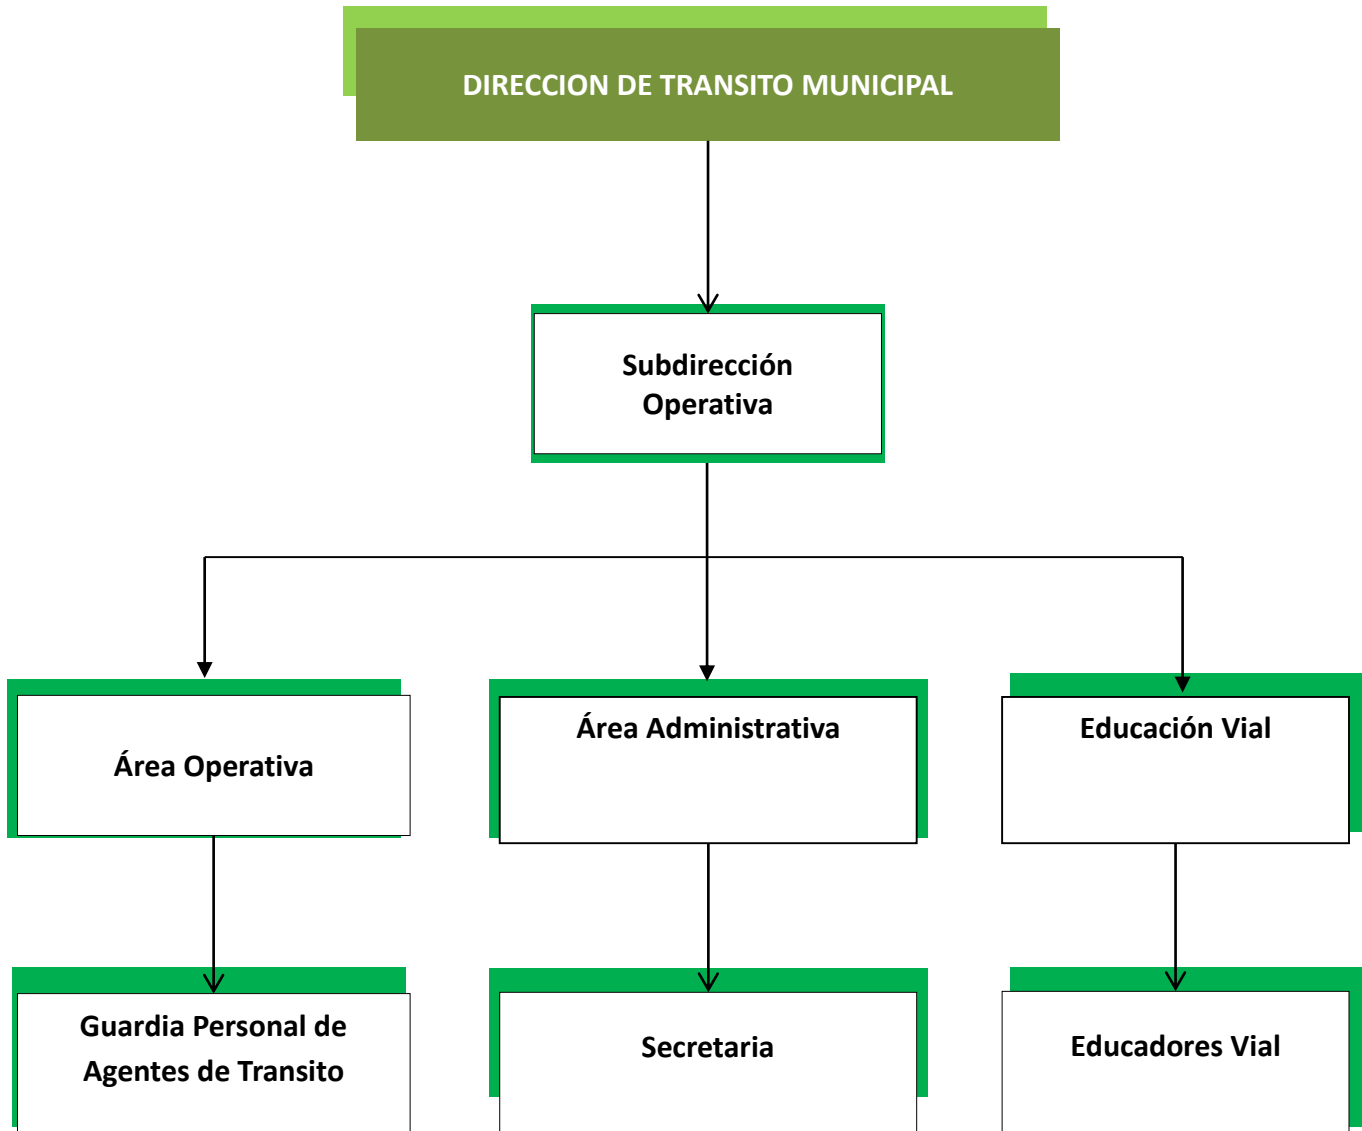 DIRECCION DE TRANSITO MUNICIPAL
Subdirección
Operativa
Área Operativa
Área Administrativa
Educación Vial
Guardia Personal de
Agentes de Transito
Secretaria
Educadores Vial